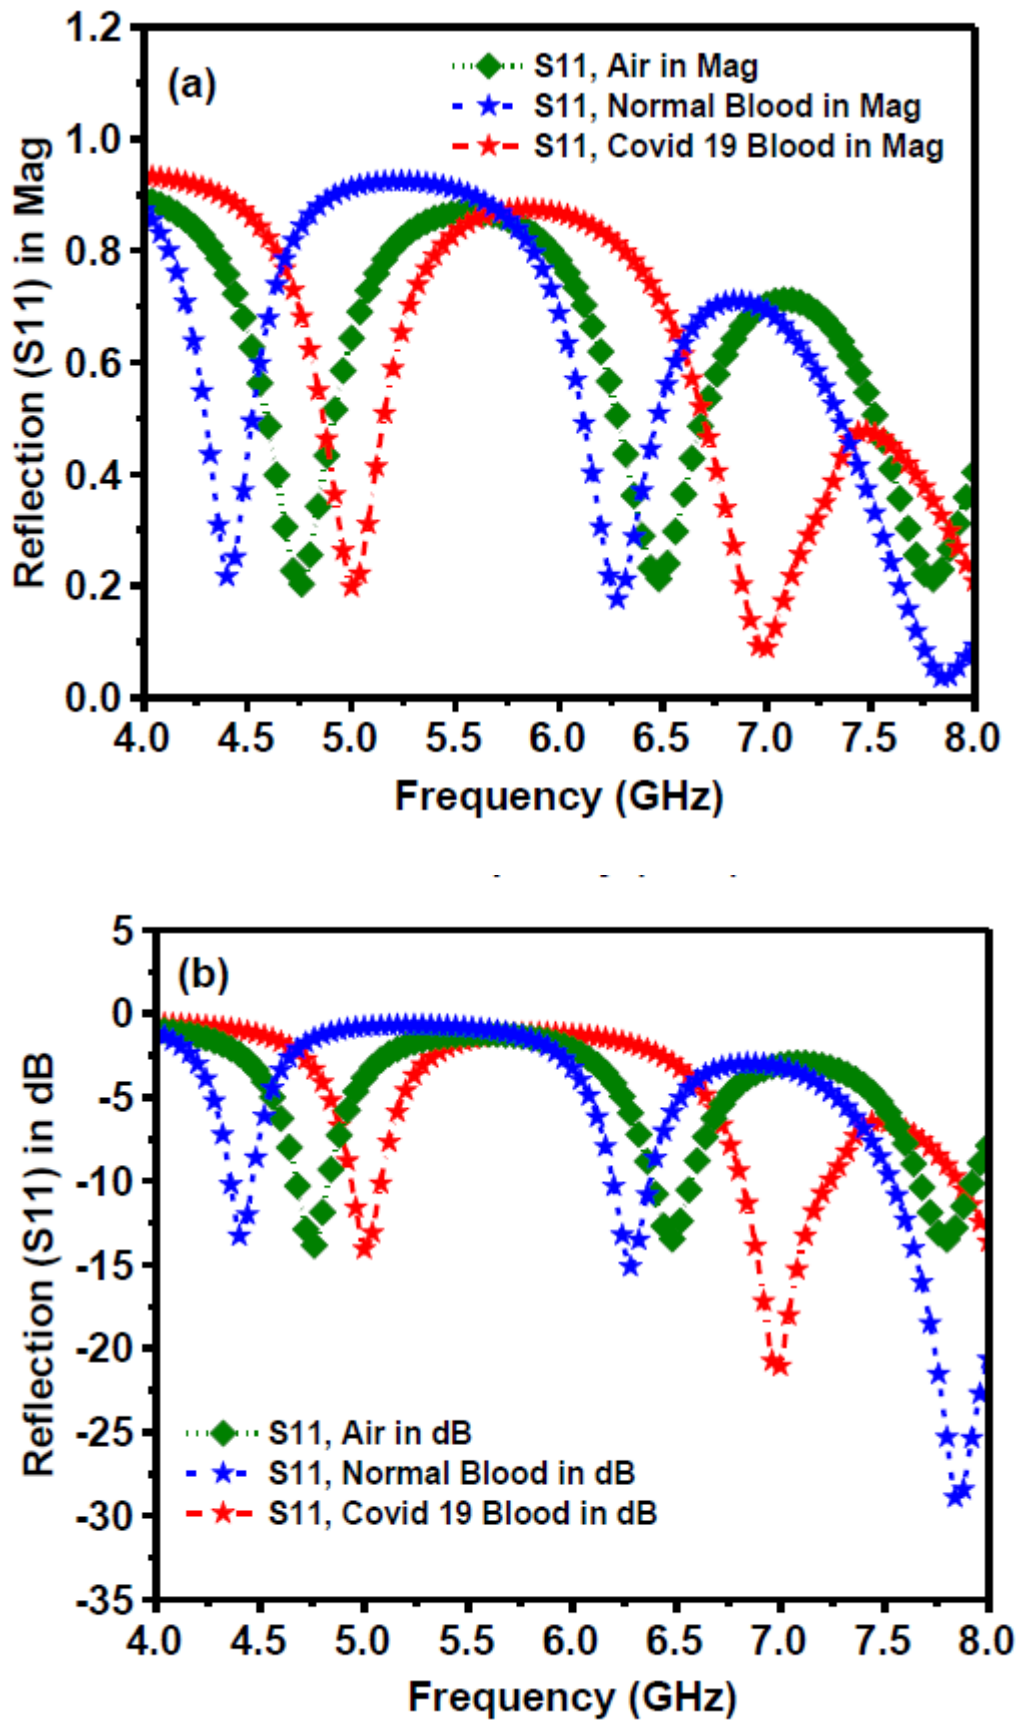 1.2
(a)
S11, Air in Mag
S11, Normal Blood in Mag
S11, Covid 19 Blood in Mag
1.0
0.8
0.6
0.4
0.2
0.0
Reflection (S11) in Mag
4.0 4.5 5.0 5.5 6.0 6.5 7.0 7.5 8.0
Frequency (GHz)
5
(b)
0
-5
-10
-15
-20
-25
-30
-35
Reflection (S11) in dB
S11, Air in dB
S11, Normal Blood in dB
S11, Covid 19 Blood in dB
4.0 4.5 5.0 5.5 6.0 6.5 7.0 7.5 8.0
Frequency (GHz)